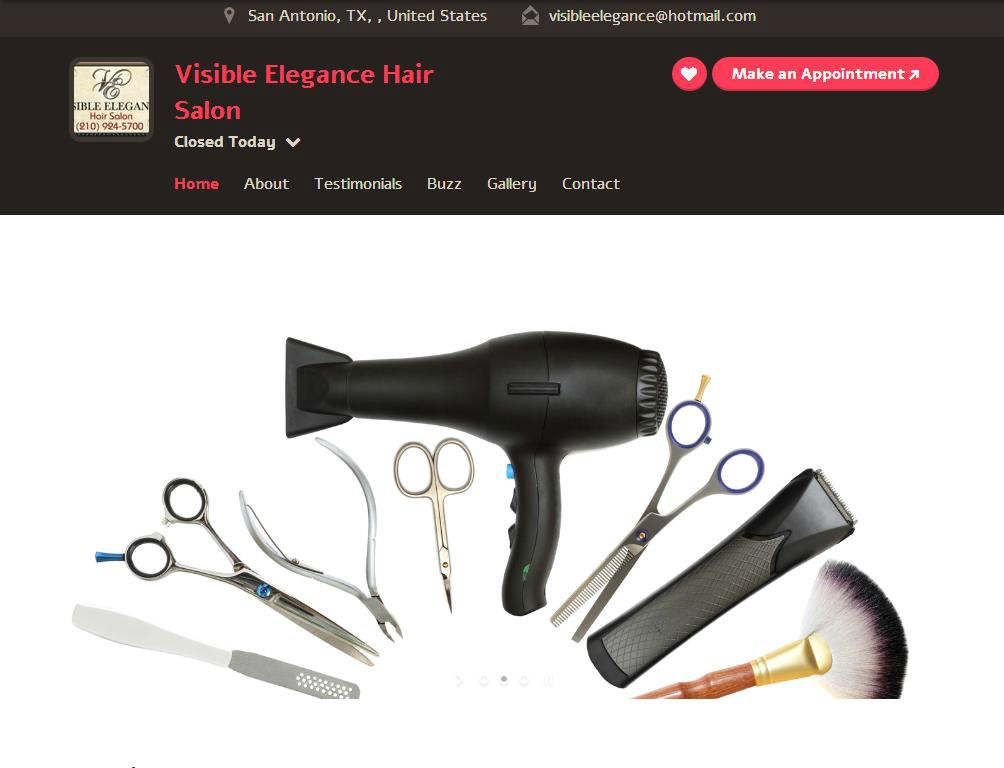 San Antonio, TX, , United States
visibleelegance@hotmail.com
VE
SIBLE ELEGAN
Hair Salon
(210) 924-5700
Visible Elegance Hair
Salon
Closed Today
Make an Appointment
Home About Testimonials Buzz Gallery Contact